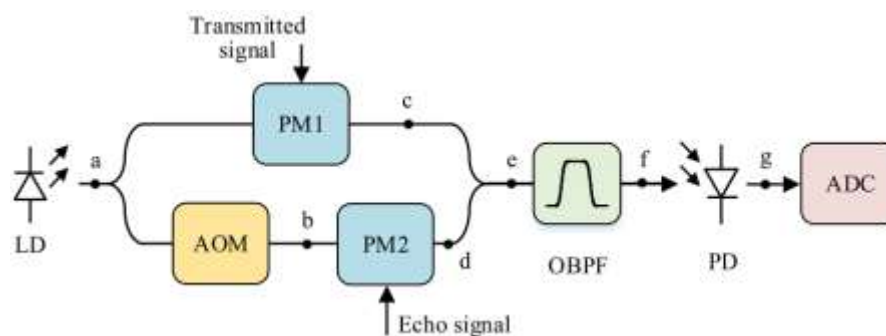 Transmitted
signal
PM1
c
a
e
f
g
ADC
LD
AOM
b
PM2
d
OBPF
PD
Echo signal